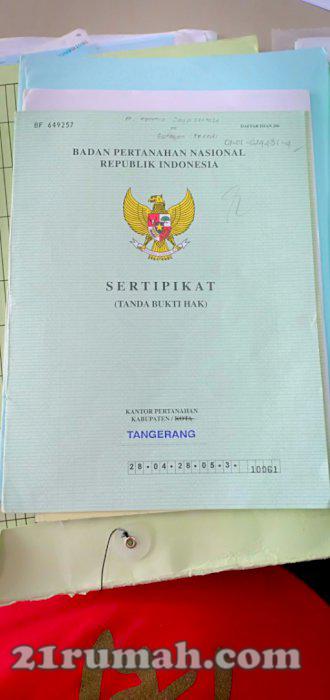 BF 649257
DAFTAR ISIAN 206
BADAN PERTANAHAN NASIONAL
REPUBLIK INDONESIA
SERTIPIKAT
(TANDA BUKTI HAK)
KANTOR PERTANAHAN
KABUPATEN / KOTA
TANGERANG
28.04.28.05.3. 10061
21rumah.com